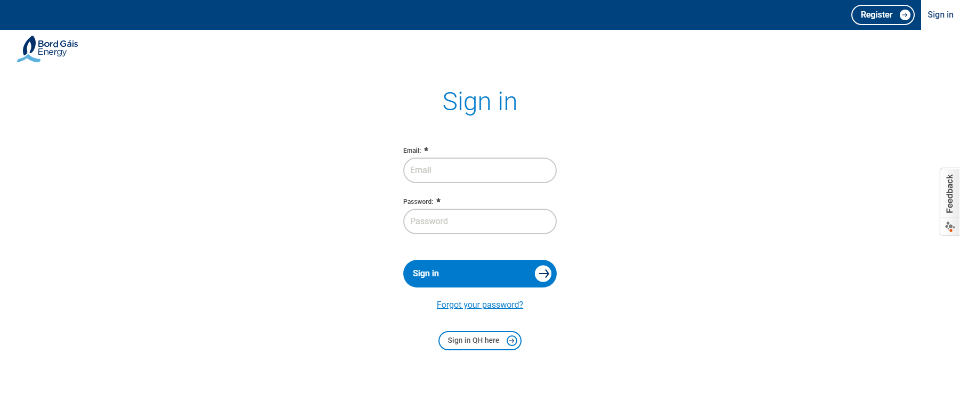 Register
Sign in
Bord Gáis
Energy
Sign in
Email: *
Email
Password: *
Password
Sign in
Forgot your password?
Sign in QH here
Feedback